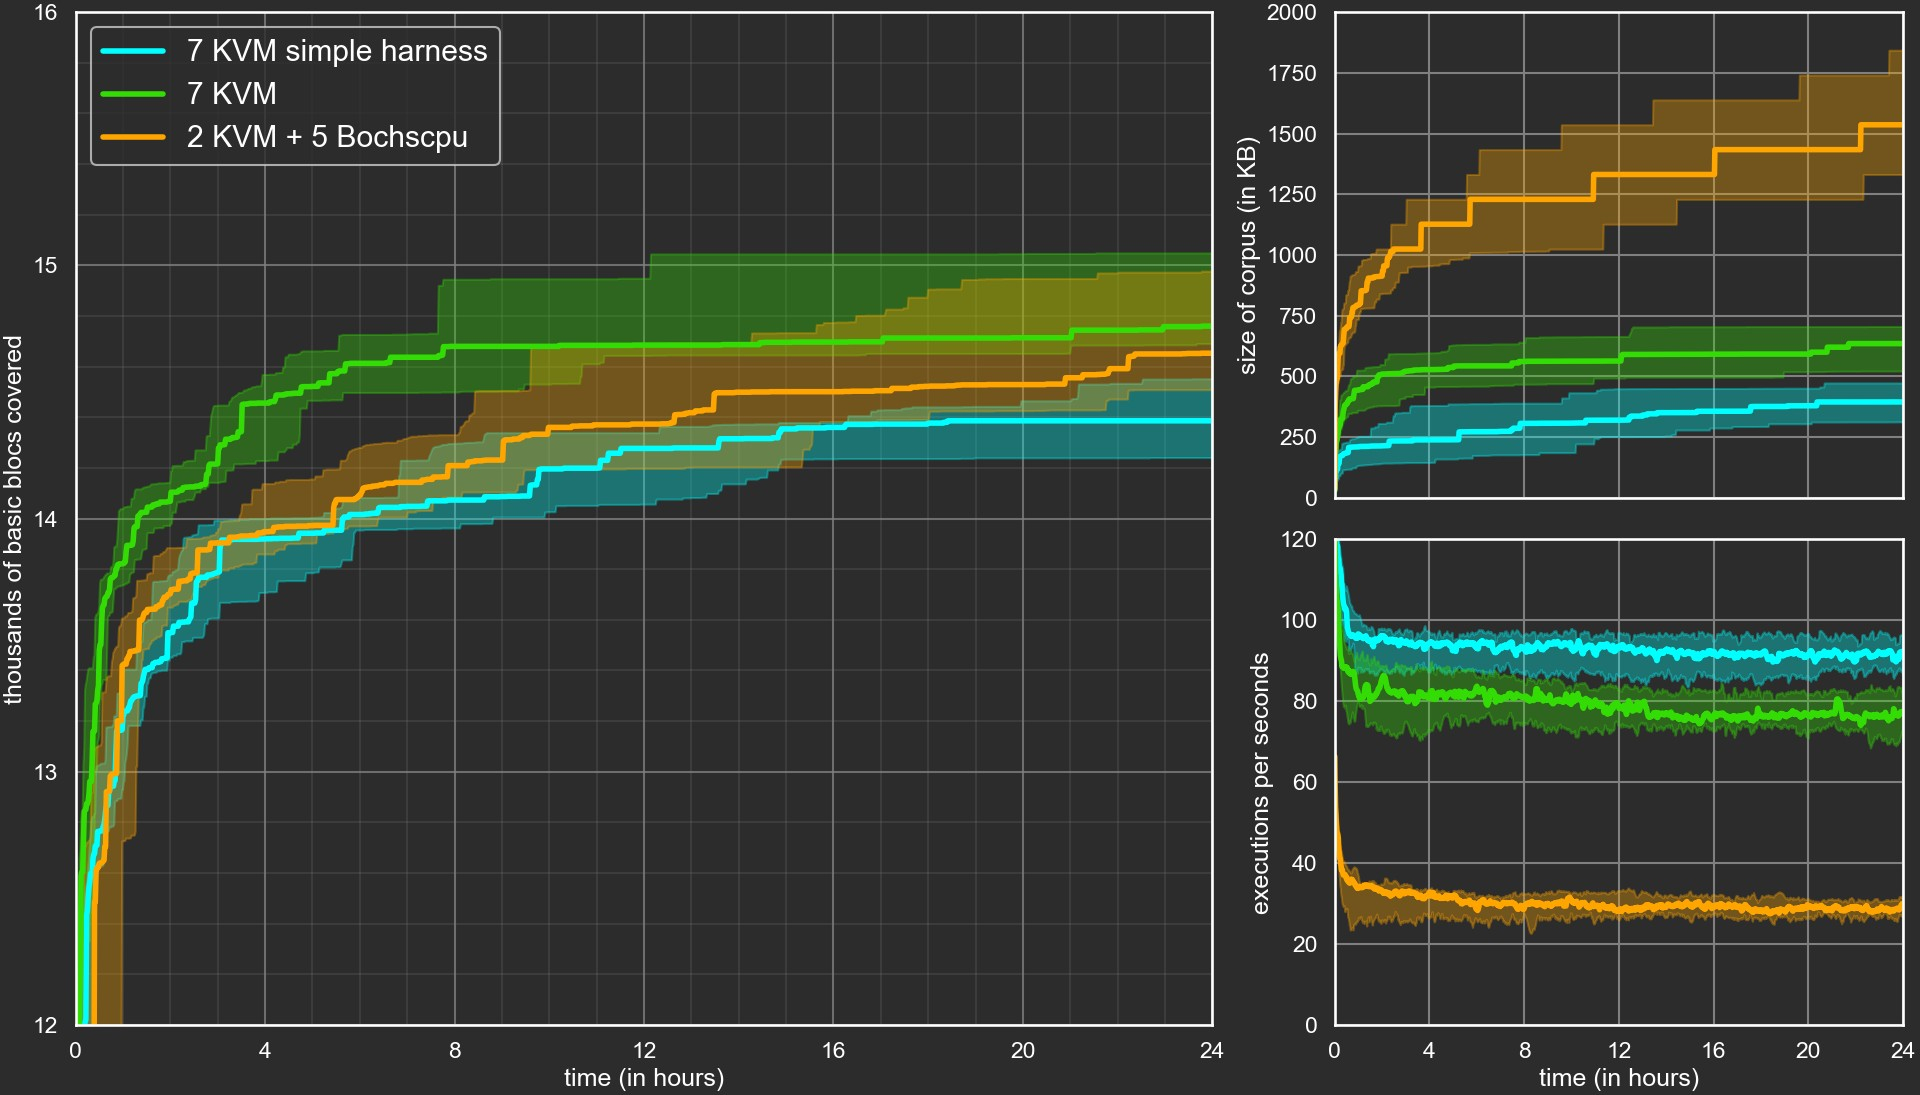 16
15
14
13
12
thousands of basic blocs covered
7 KVM simple harness
7 KVM
2 KVM + 5 Bochscpu
0 4 8 12 16 20 24
time (in hours)
2000
1750
1500
1250
1000
750
500
250
0
size of corpus (in KB)
120
100
80
60
40
20
0
executions per seconds
0 4 8 12 16 20 24
time (in hours)